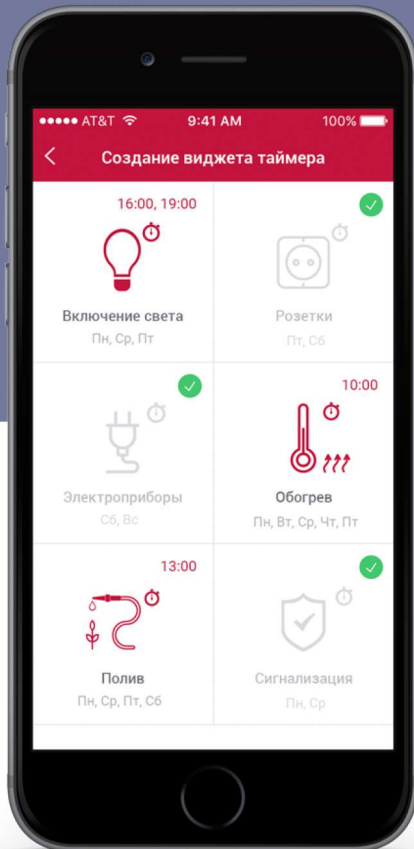 AT&T 9:41 AM 100%
Создание виджета таймера
16:00, 19:00
Включение света
Пн, Ср, Пт
Розетки
Пт, Сб
Электроприборы
Сб, Вс
10:00
Обогрев
Пн, Вт, Ср, Чт, Пт
13:00
Полив
Пн, Ср, Пт, Сб
Сигнализация
Пн, Ср